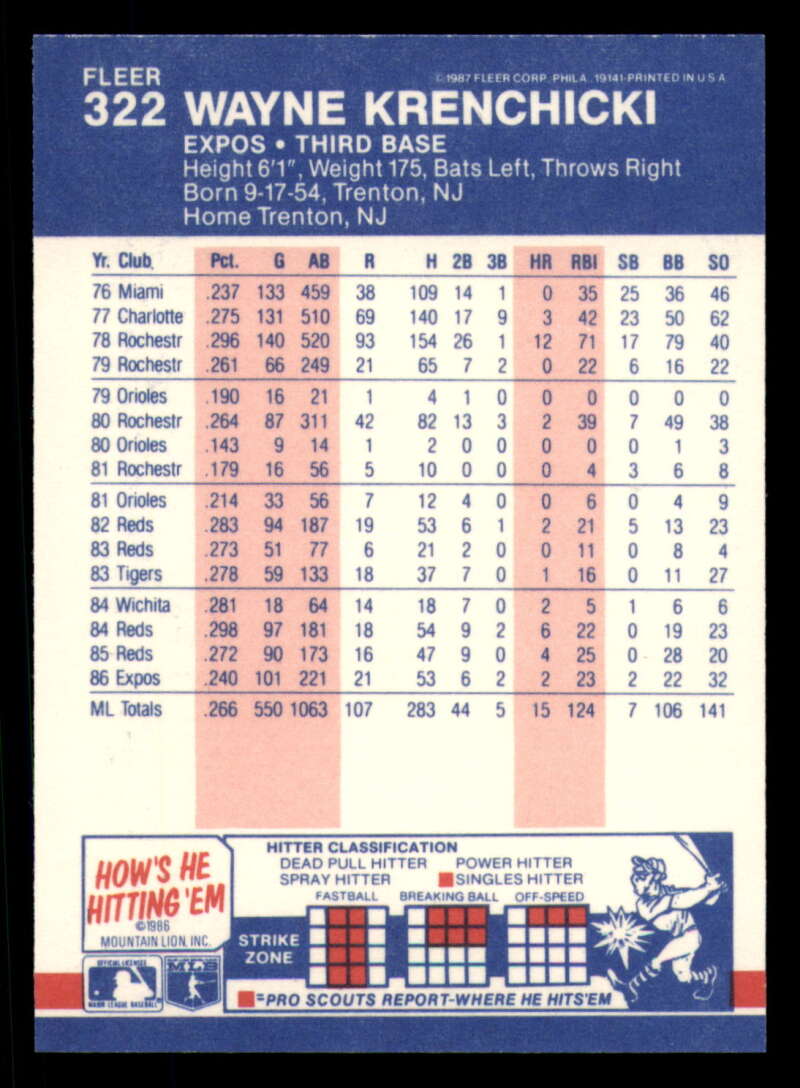 FLEER
© 1987 FLEER CORP. PHILA. 19141-PRINTED IN U S A
322 WAYNE KRENCHICKI
EXPOS • THIRD BASE
Height 6'1", Weight 175, Bats Left, Throws Right
Born 9-17-54, Trenton, NJ
Home Trenton, NJ
Yr. Club Pct. G AB R H 2B 3B HR RBI SB BB SO
76 Miami .237 133 459 38 109 14 1 0 35 25 36 46
77 Charlotte .275 131 510 69 140 17 9 3 42 23 50 62
78 Rochestr .296 140 520 93 154 26 1 12 71 17 79 40
79 Rochestr .261 66 249 21 65 7 2 0 22 6 16 22
79 Orioles .190 16 21 1 4 1 0 0 0 0 0 0
80 Rochestr .264 87 311 42 82 13 3 2 39 7 49 38
80 Orioles .143 9 14 1 2 0 0 0 0 0 1 3
81 Rochestr .179 16 56 5 10 0 0 0 4 3 6 8
81 Orioles .214 33 56 7 12 4 0 0 6 0 4 9
82 Reds .283 94 187 19 53 6 1 2 21 5 13 23
83 Reds .273 51 77 6 21 2 0 0 11 0 8 4
83 Tigers .278 59 133 18 37 7 0 1 16 0 11 27
84 Wichita .281 18 64 14 18 7 0 2 5 1 6 6
84 Reds .298 97 181 18 54 9 2 6 22 0 19 23
85 Reds .272 90 173 16 47 9 0 4 25 0 28 20
86 Expos .240 101 221 21 53 6 2 2 23 2 22 32
ML Totals .266 550 1063 107 283 44 5 15 124 7 106 141
HOW'S HE
HITTING 'EM
©1986
MOUNTAIN LION, INC.
OFFICIAL LICENSEE
MAJOR LEAGUE BASEBALL
HITTER CLASSIFICATION
DEAD PULL HITTER POWER HITTER
SPRAY HITTER SINGLES HITTER
FASTBALL BREAKING BALL OFF-SPEED
STRIKE
ZONE
=PRO SCOUTS REPORT-WHERE HE HITS'EM